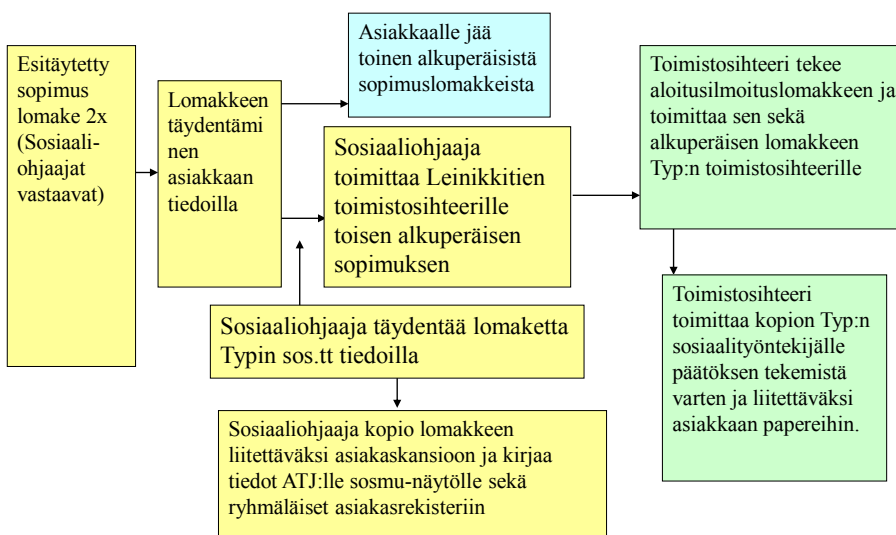 Esitäytetty
sopimus
lomake 2x
(Sosiaali-
ohjaajat
vastaavat)
Lomakkeen
täydentämi
nen
asiakkaan
tiedoilla
Asiakkaalle jää
toinen alkuperäisistä
sopimuslomakkeista
Sosiaaliohjaaja
toimittaa Leinikkitien
toimistosihteerille
toisen alkuperäisen
sopimuksen
Sosiaaliohjaaja täydentää lomaketta
Typin sos.tt tiedoilla
Sosiaaliohjaaja kopio lomakkeen
liitettäväksi asiakaskansioon ja kirjaa
tiedot ATJ:lle sosmu-näytölle sekä
ryhmäläiset asiakasrekisteriin
Toimistosihteeri tekee
aloitusilmoituslomakkeen ja
toimittaa sen sekä
alkuperäisen lomakkeen
Typ:n toimistosihteerille
Toimistosihteeri
toimittaa kopion Typ:n
sosiaalityöntekijälle
päätöksen tekemistä
varten ja liitettäväksi
asiakkaan papereihin.